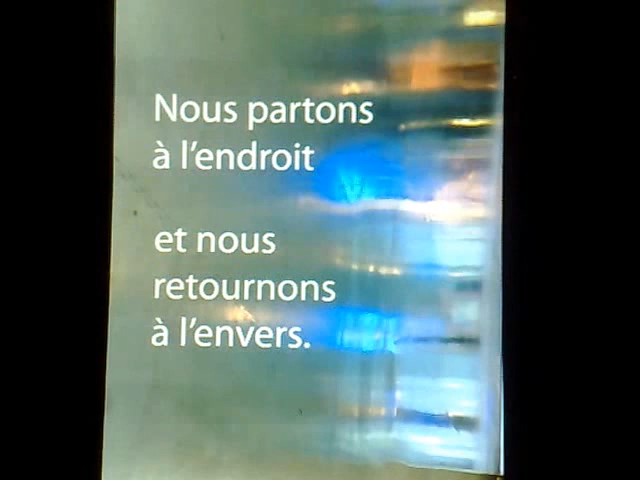 Nous partons
à l'endroit
et nous
retournons
à l'envers.